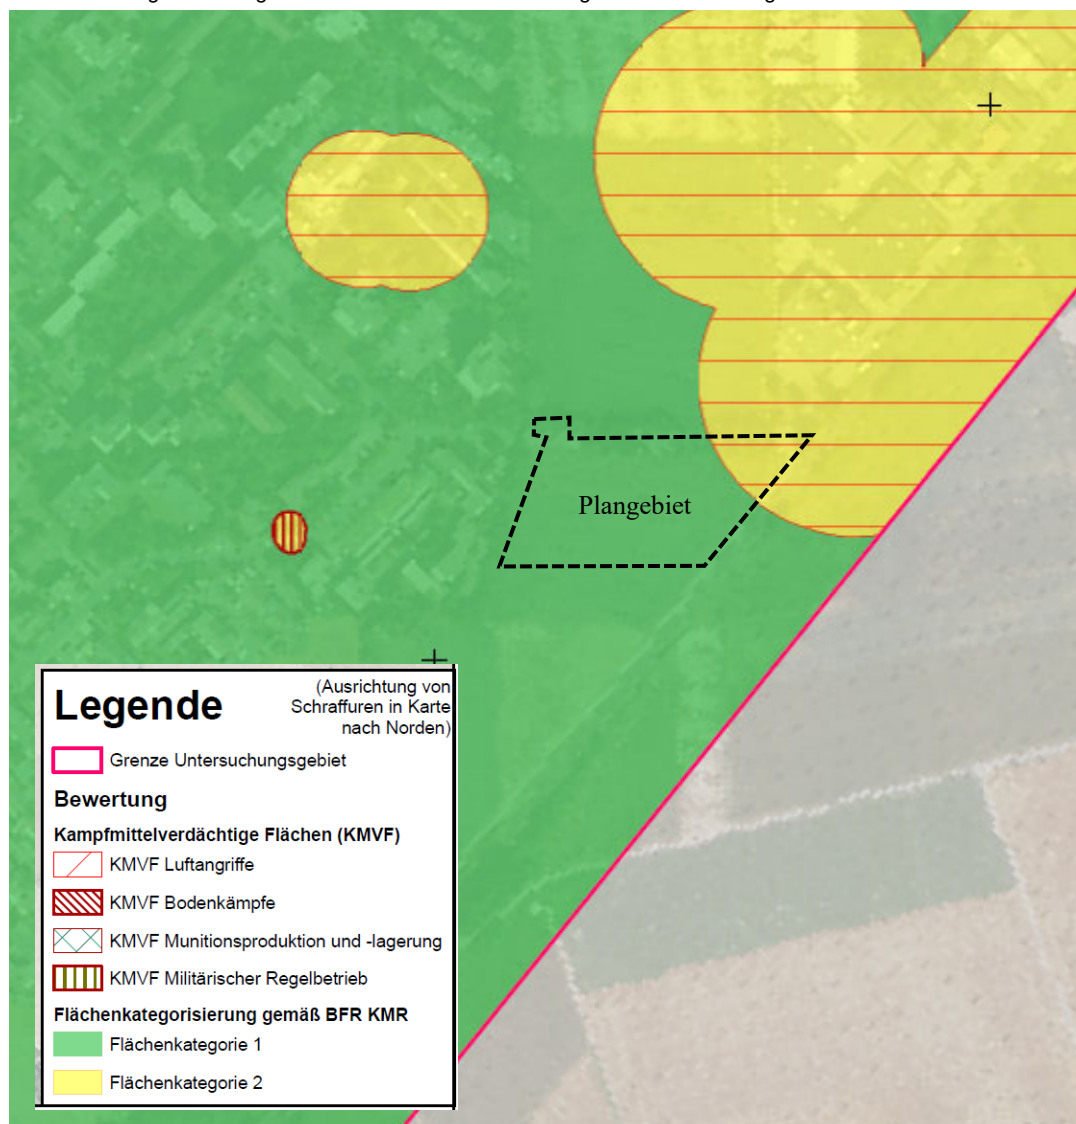 Plangebiet
Legende
(Ausrichtung von
Schraffuren in Karte
nach Norden)
Grenze Untersuchungsgebiet
Bewertung
Kampfmittelverdächtige Flächen (KMVF)
KMVF Luftangriffe
KMVF Bodenkämpfe
KMVF Munitionsproduktion und -lagerung
KMVF Militärischer Regelbetrieb
Flächenkategorisierung gemäß BFR KMR
Flächenkategorie 1
Flächenkategorie 2